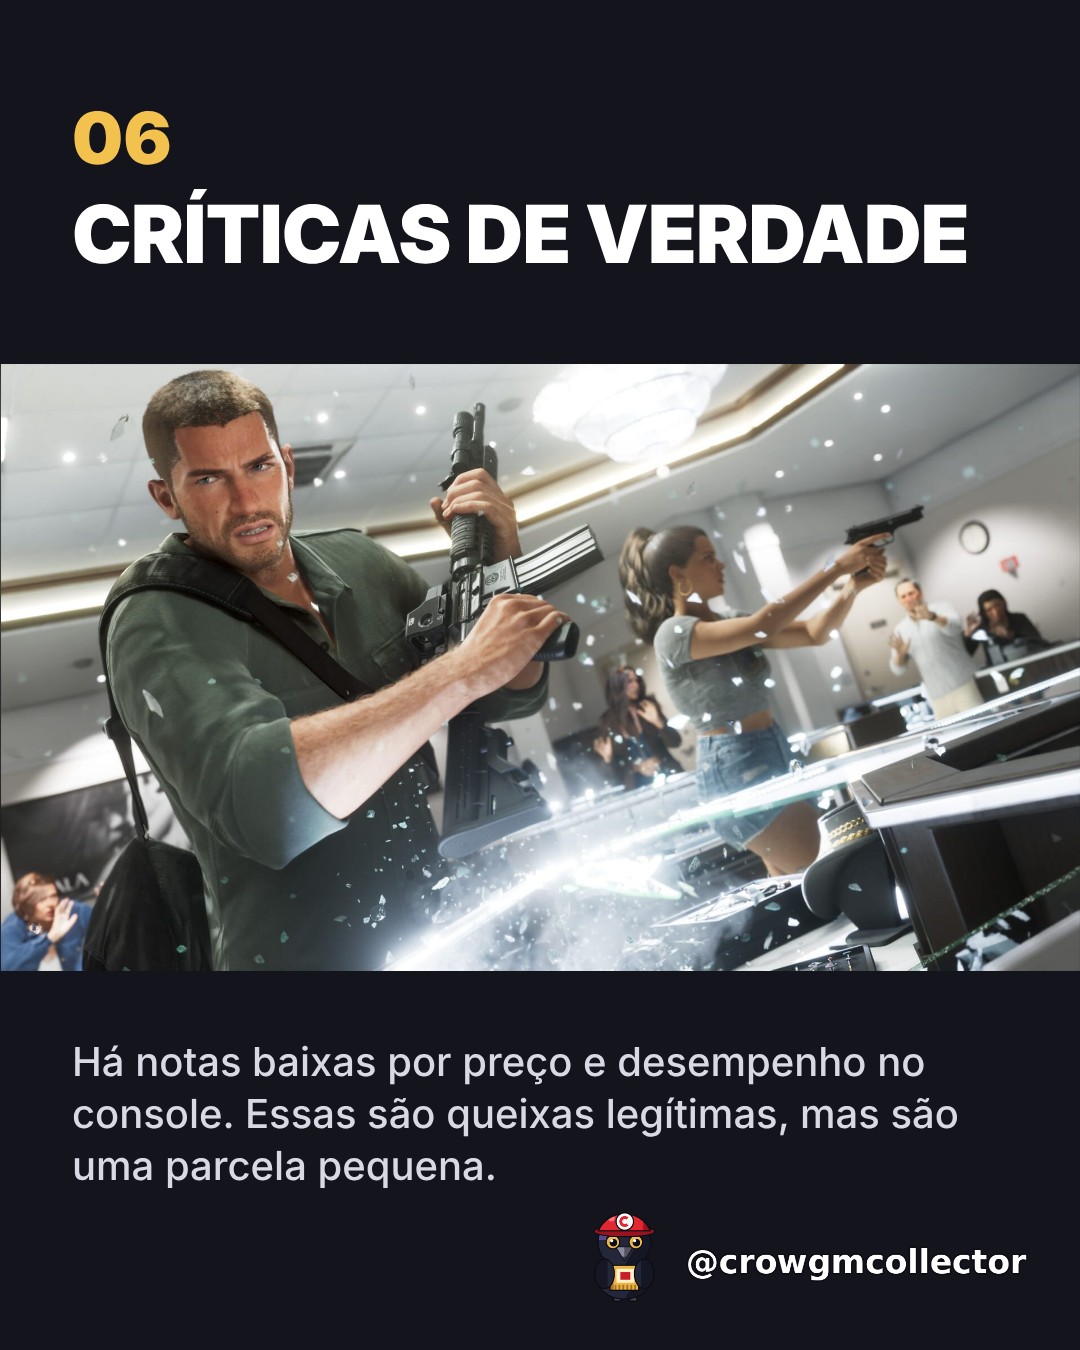 06
CRÍTICAS DE VERDADE
Há notas baixas por preço e desempenho no
console. Essas são queixas legítimas, mas são
uma parcela pequena.
C
@crowgmcollector